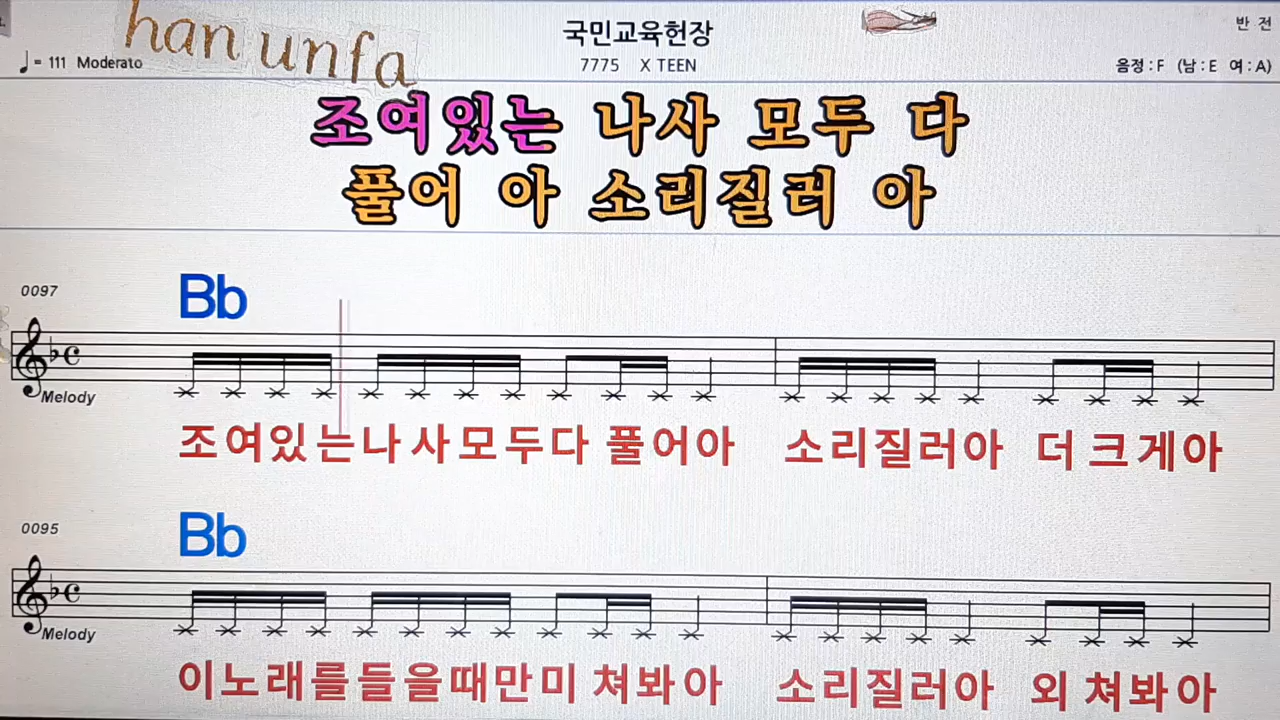 han unfa
국민교육헌장
반 전
♩= 111 Moderato
7775 X TEEN
음정 : F (남 : E 여 : A)
조여있는 나사 모두 다
풀어 아 소리질러 아
0097
Bb
Melody
조여있는나사모두다 풀어아 소리질러아 더 크게아
0095
Bb
Melody
이노래를들을때만미 쳐봐아 소리질러아 외 쳐봐아